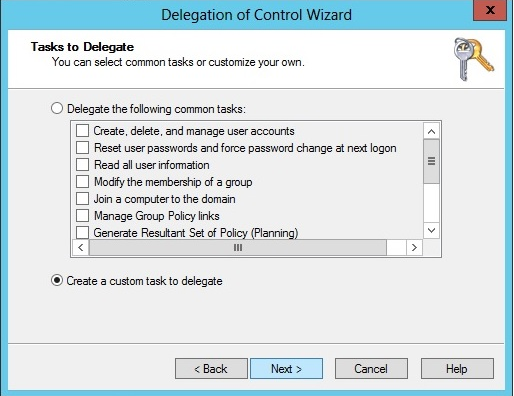 Delegation of Control Wizard
x
Tasks to Delegate
You can select common tasks or customize your own.
Delegate the following common tasks:
Create, delete, and manage user accounts
Reset user passwords and force password change at next logon
Read all user information
Modify the membership of a group
Join a computer to the domain
Manage Group Policy links
Generate Resultant Set of Policy (Planning)
Create a custom task to delegate
< Back
Next >
Cancel
Help